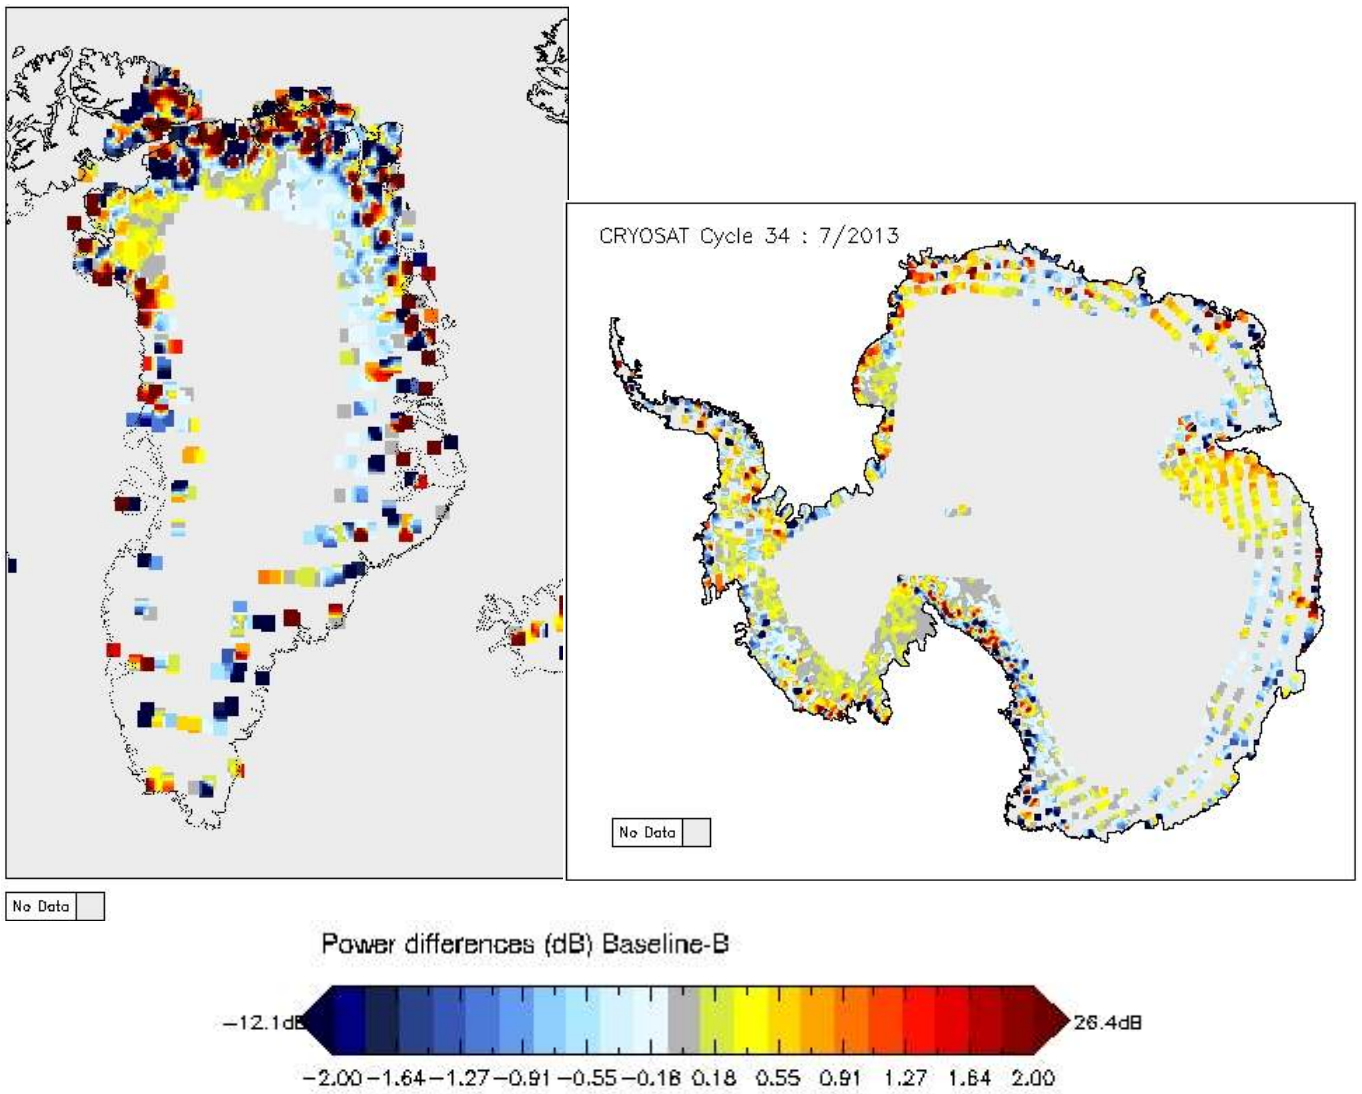 CRYOSAT Cycle 34 : 7/2013
No Data
No Data
Power differences (dB) Baseline-B
-12.1dB
26.4dB
-2.00 -1.64 -1.27 -0.91 -0.55 -0.18 0.18 0.55 0.91 1.27 1.64 2.00